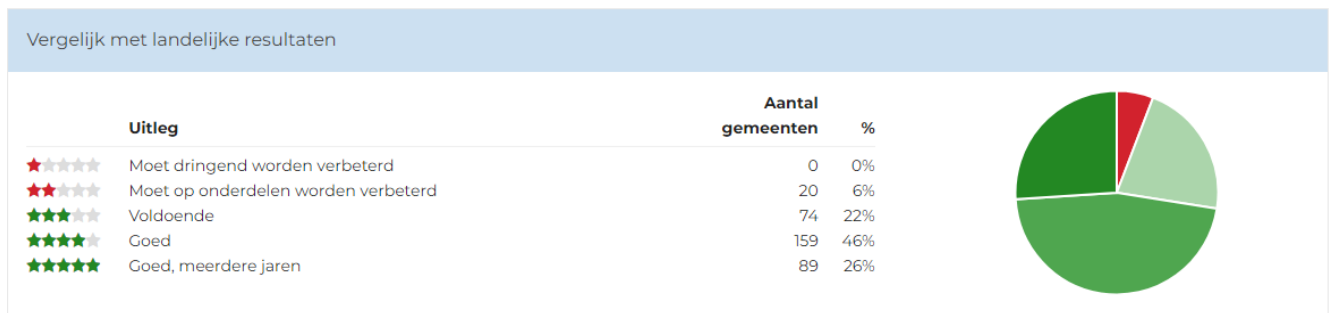 Vergelijk met landelijke resultaten
Aantal
Uitleg gemeenten %
Moet dringend worden verbeterd 0 0%
Moet op onderdelen worden verbeterd 20 6%
Voldoende 74 22%
Goed 159 46%
Goed, meerdere jaren 89 26%